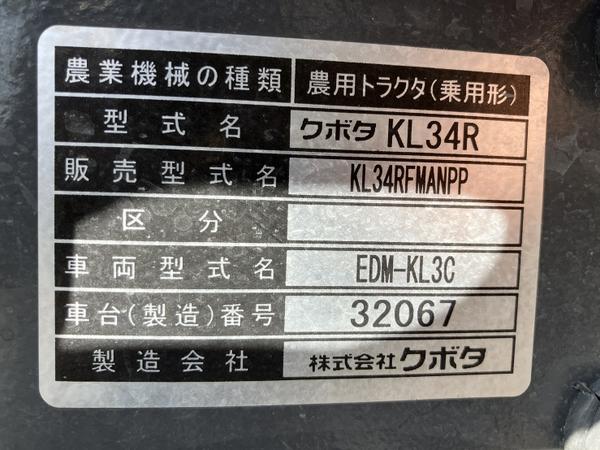 農業機械の種類 農用トラクタ(乗用形)
型式名 クボタ KL34R
販売型式名 KL34RFMANPP
区分
車両型式名 EDM-KL3C
車台(製造)番号 32067
製造会社 株式会社クボタ